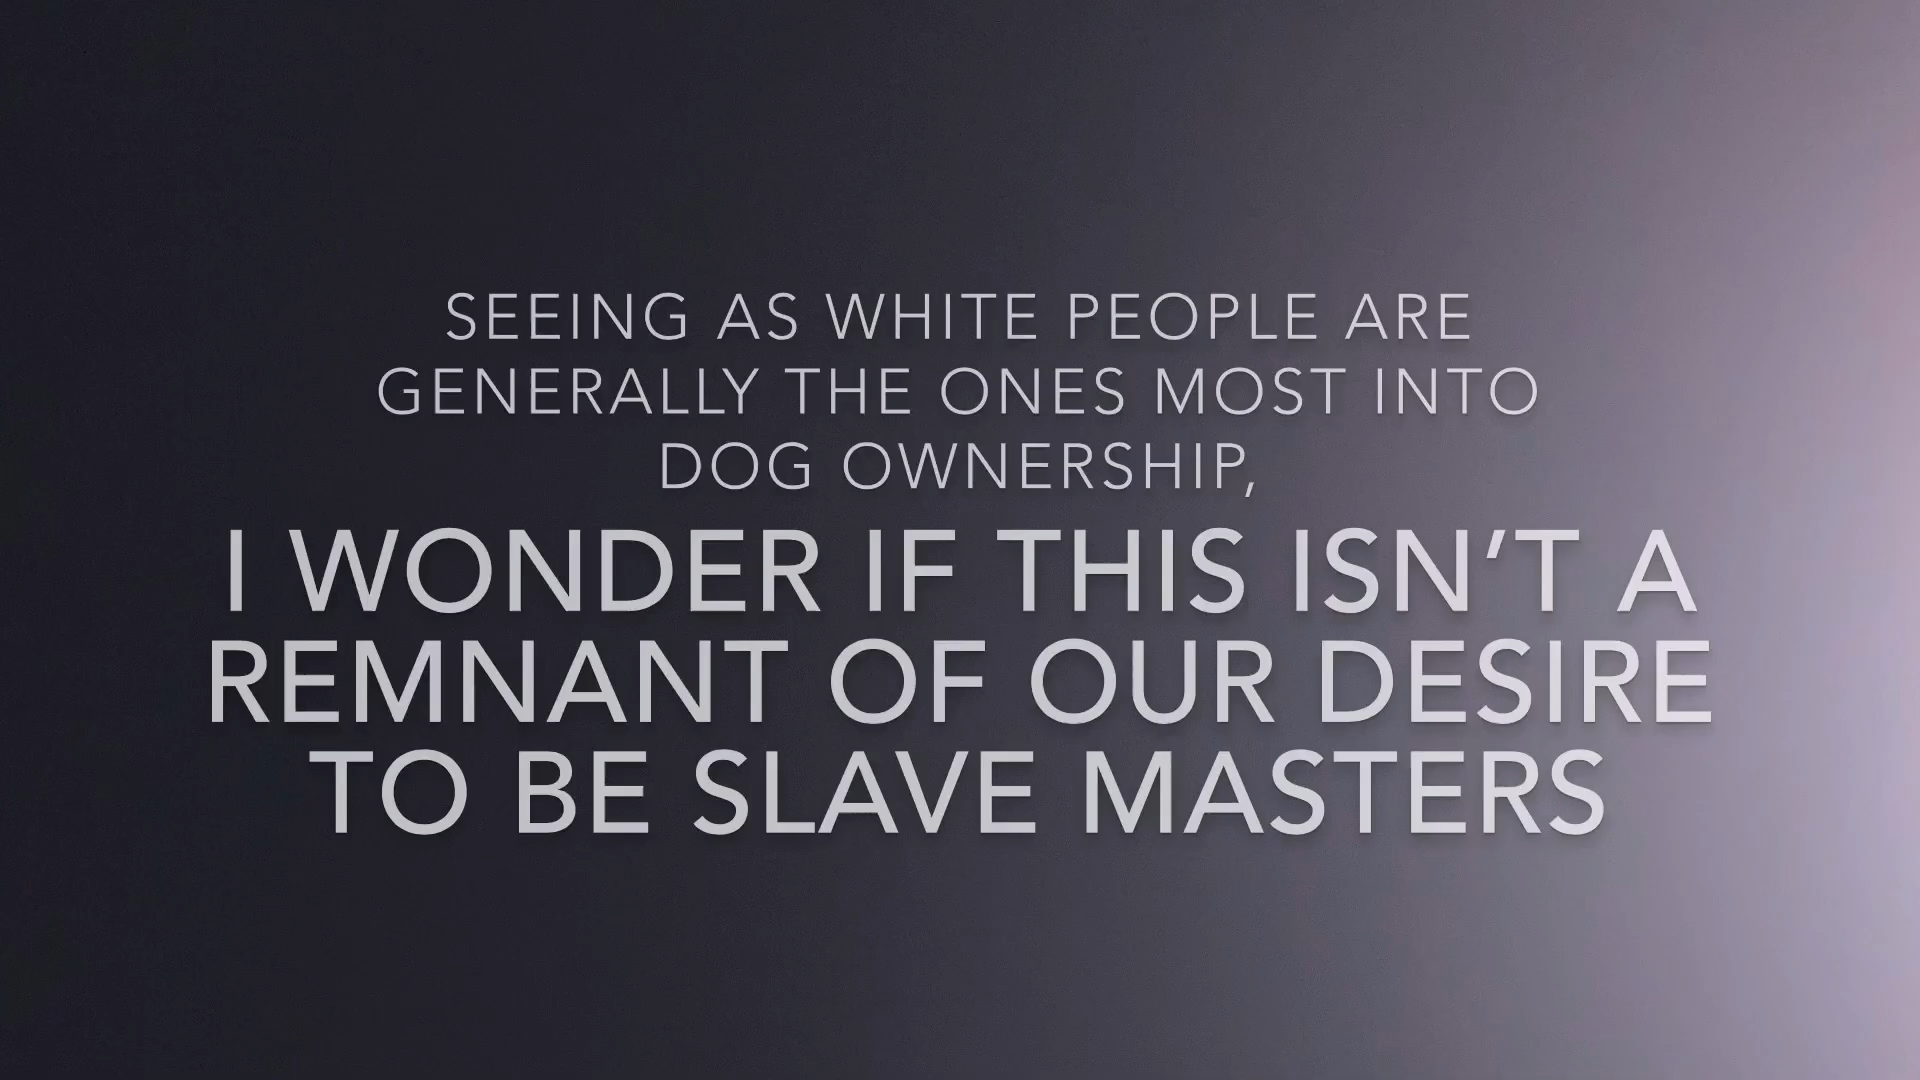 SEEING AS WHITE PEOPLE ARE
GENERALLY THE ONES MOST INTO
DOG OWNERSHIP,
I WONDER IF THIS ISN’T A
REMNANT OF OUR DESIRE
TO BE SLAVE MASTERS